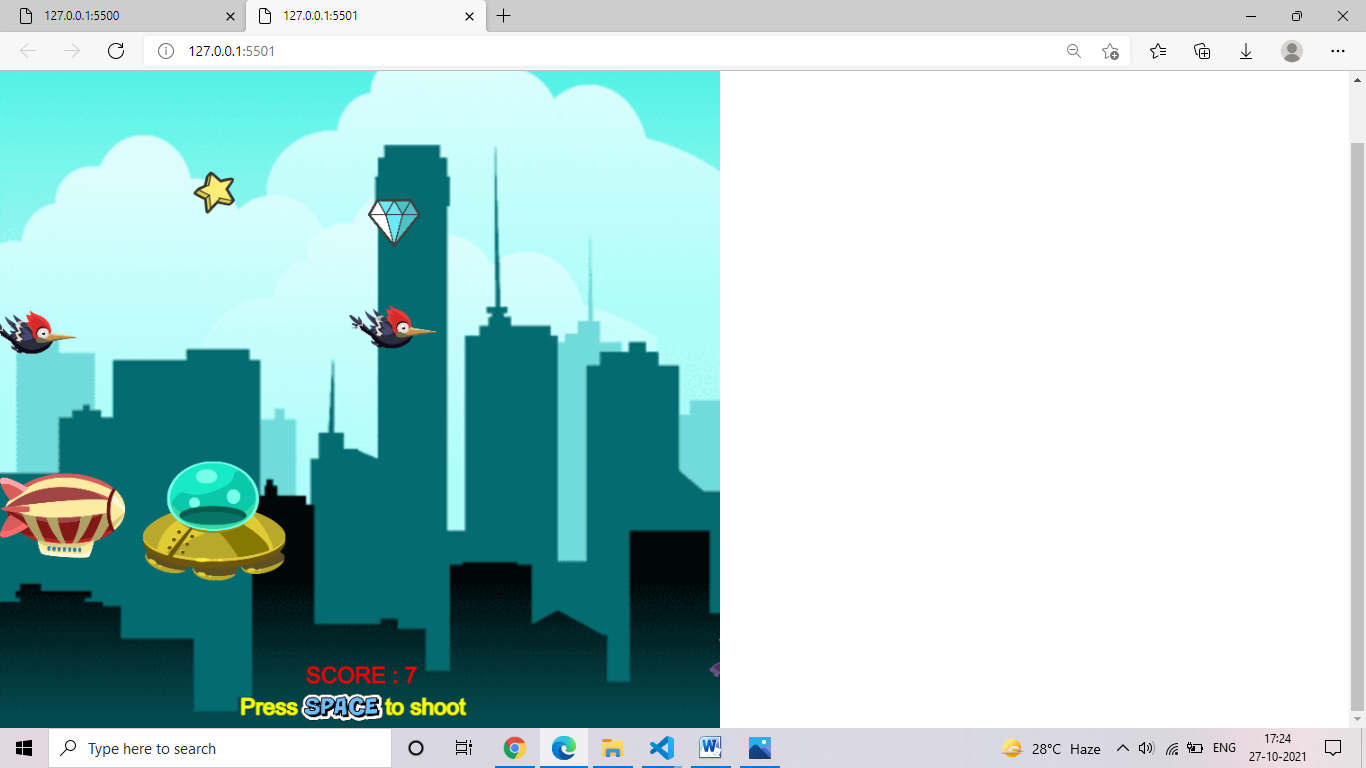 127.0.0.1:5500
127.0.0.1:5501
127.0.0.1:5501
SCORE : 7
Press SPACE to shoot
Type here to search
28°C Haze
ENG
17:24
27-10-2021